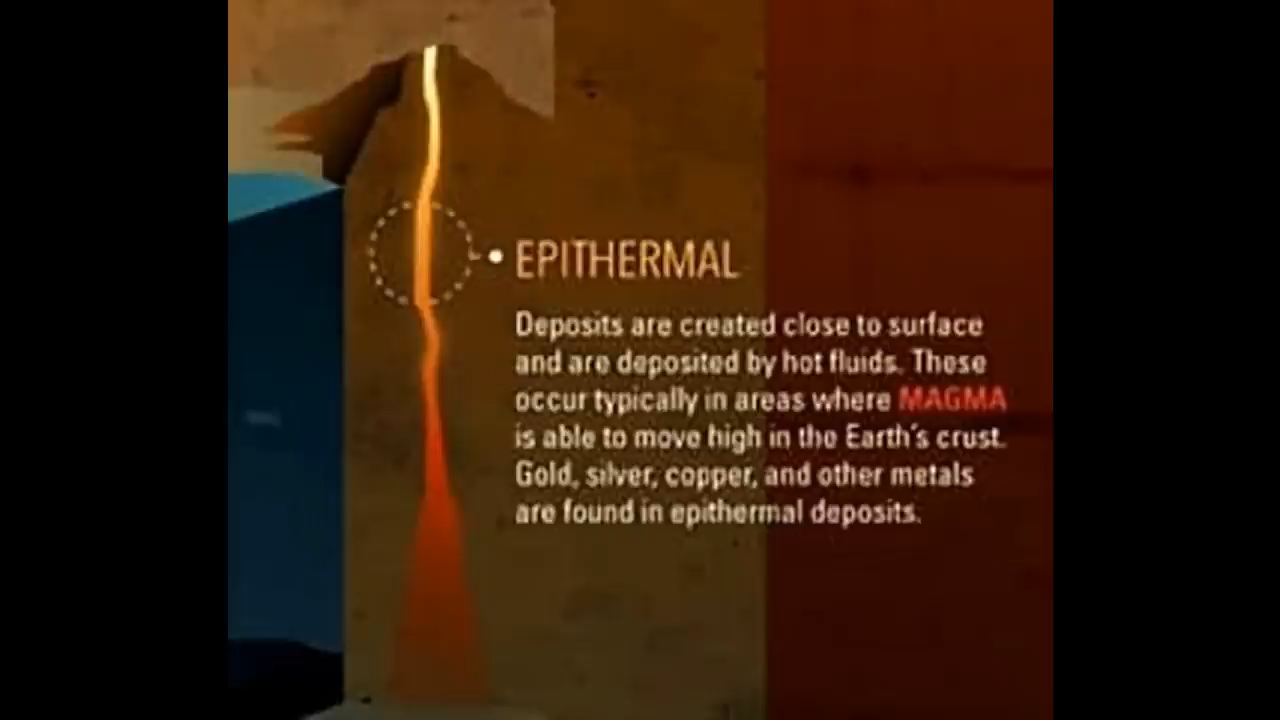 EPITHERMAL
Deposits are created close to surface
and are deposited by hot fluids. These
occur typically in areas where MAGMA
is able to move high in the Earth's crust.
Gold, silver, copper, and other metals
are found in epithermal deposits.